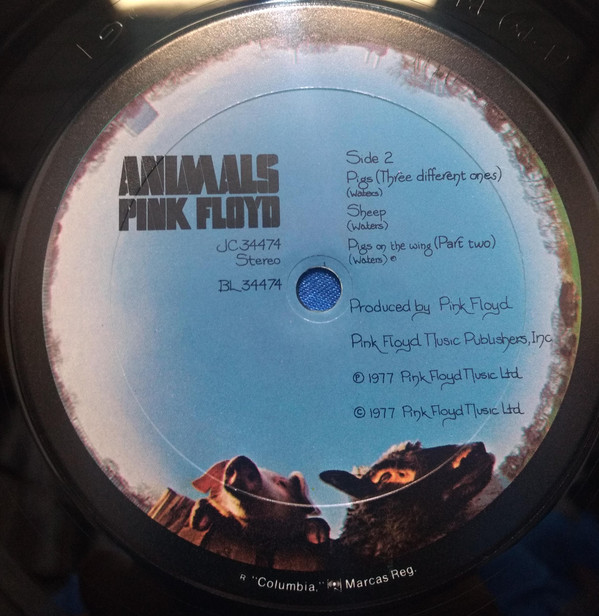 ANIMALS
PINK FLOYD
JC 34474
Stereo
BL 34474
Side 2
Pigs (Three different ones)
(Waters)
Sheep
(Waters)
Pigs on the wing (Part two)
(Waters) ℗
Produced by Pink Floyd
Pink Floyd Music Publishers, Inc
℗ 1977 Pink Floyd Music Ltd
© 1977 Pink Floyd Music Ltd
R "Columbia," Marcas Reg.